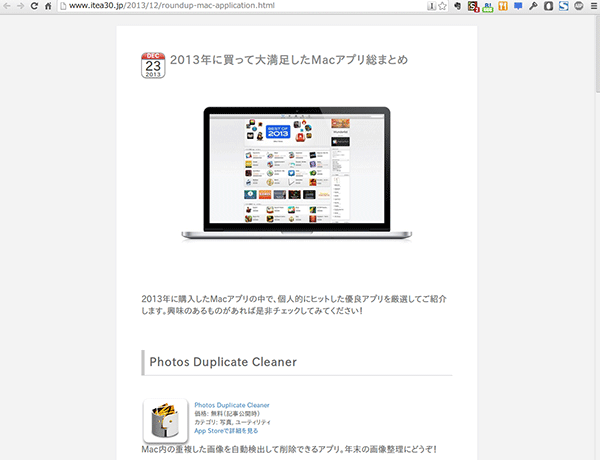 www.itea30.jp/2013/12/roundup-mac-application.html
DEC
23
2013
2013年に買って大満足したMacアプリ総まとめ
BEST OF
2013
2013年に購入したMacアプリの中で、個人的にヒットした優良アプリを厳選してご紹介
します。興味のあるものがあれば是非チェックしてみてください!
Photos Duplicate Cleaner
Photos Duplicate Cleaner
価格: 無料(記事公開時)
カテゴリ: 写真, ユーティリティ
App Storeで詳細を見る
Mac内の重複した画像を自動検出して削除できるアプリ。年末の画像整理にどうぞ!